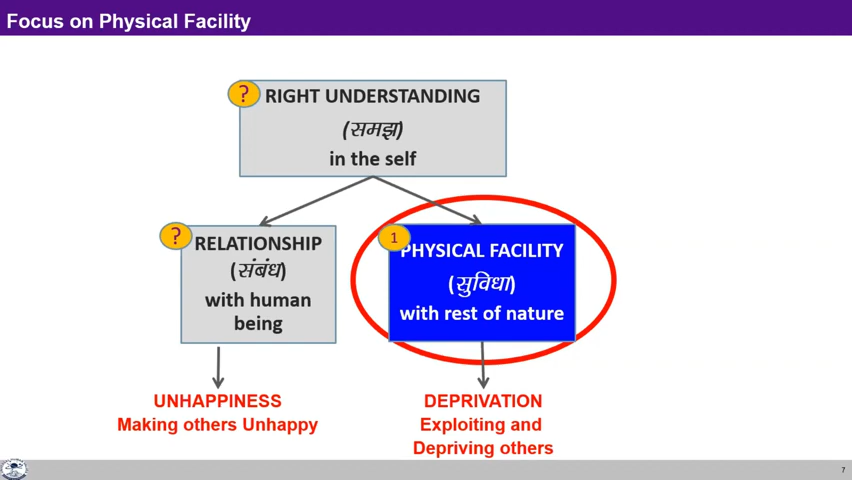 Focus on Physical Facility
?
RIGHT UNDERSTANDING
(समझ)
in the self
?
RELATIONSHIP
(संबंध)
with human
being
1
PHYSICAL FACILITY
(सुविधा)
with rest of nature
UNHAPPINESS
Making others Unhappy
DEPRIVATION
Exploiting and
Depriving others
7